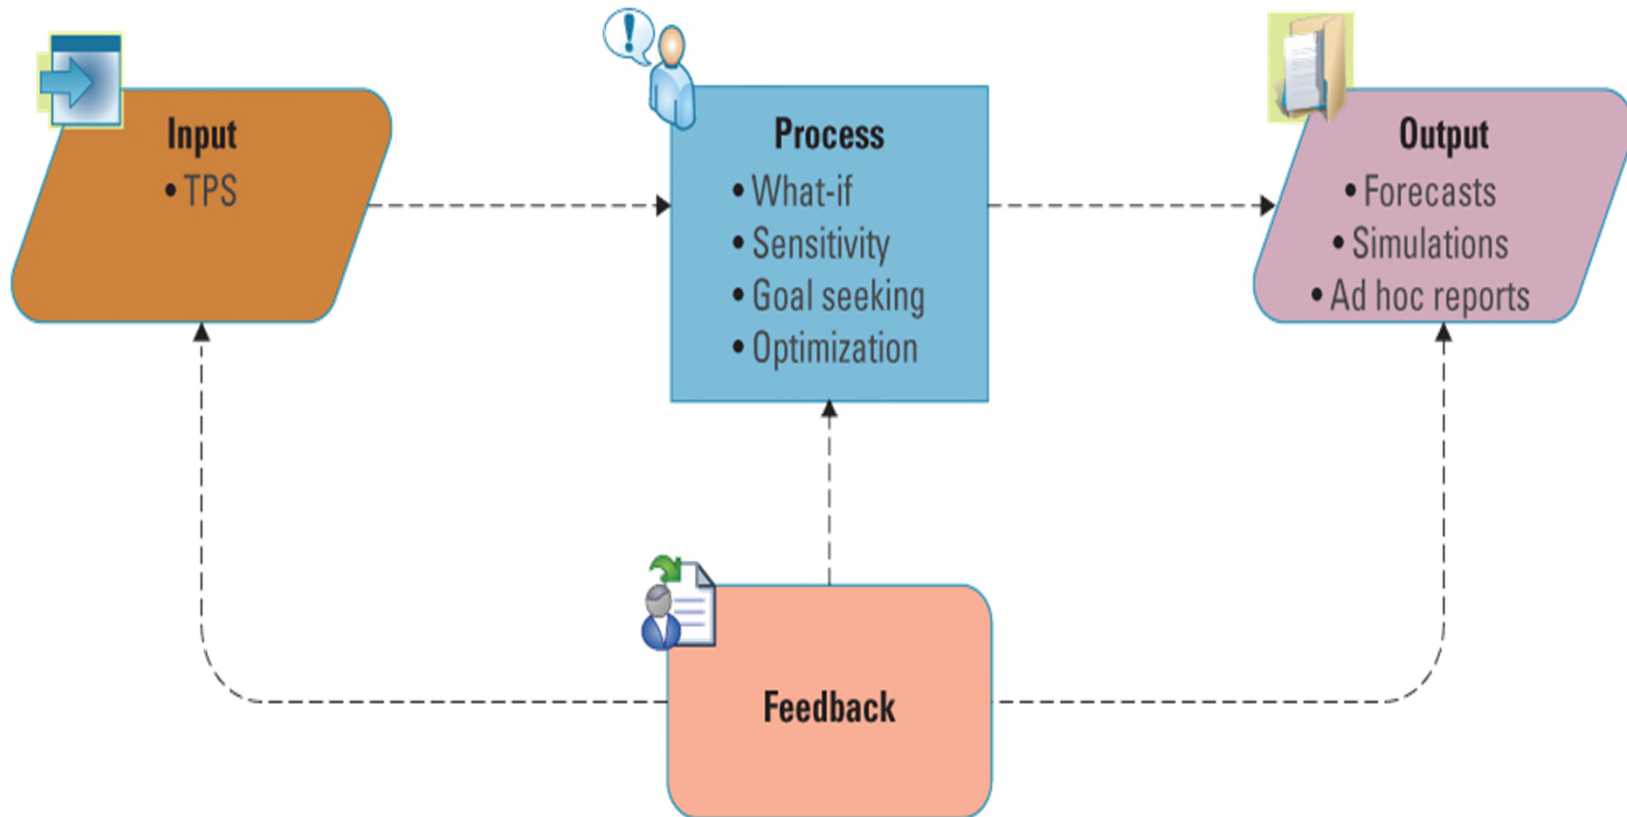 Input
• TPS
Process
• What-if
• Sensitivity
• Goal seeking
• Optimization
Output
• Forecasts
• Simulations
• Ad hoc reports
Feedback